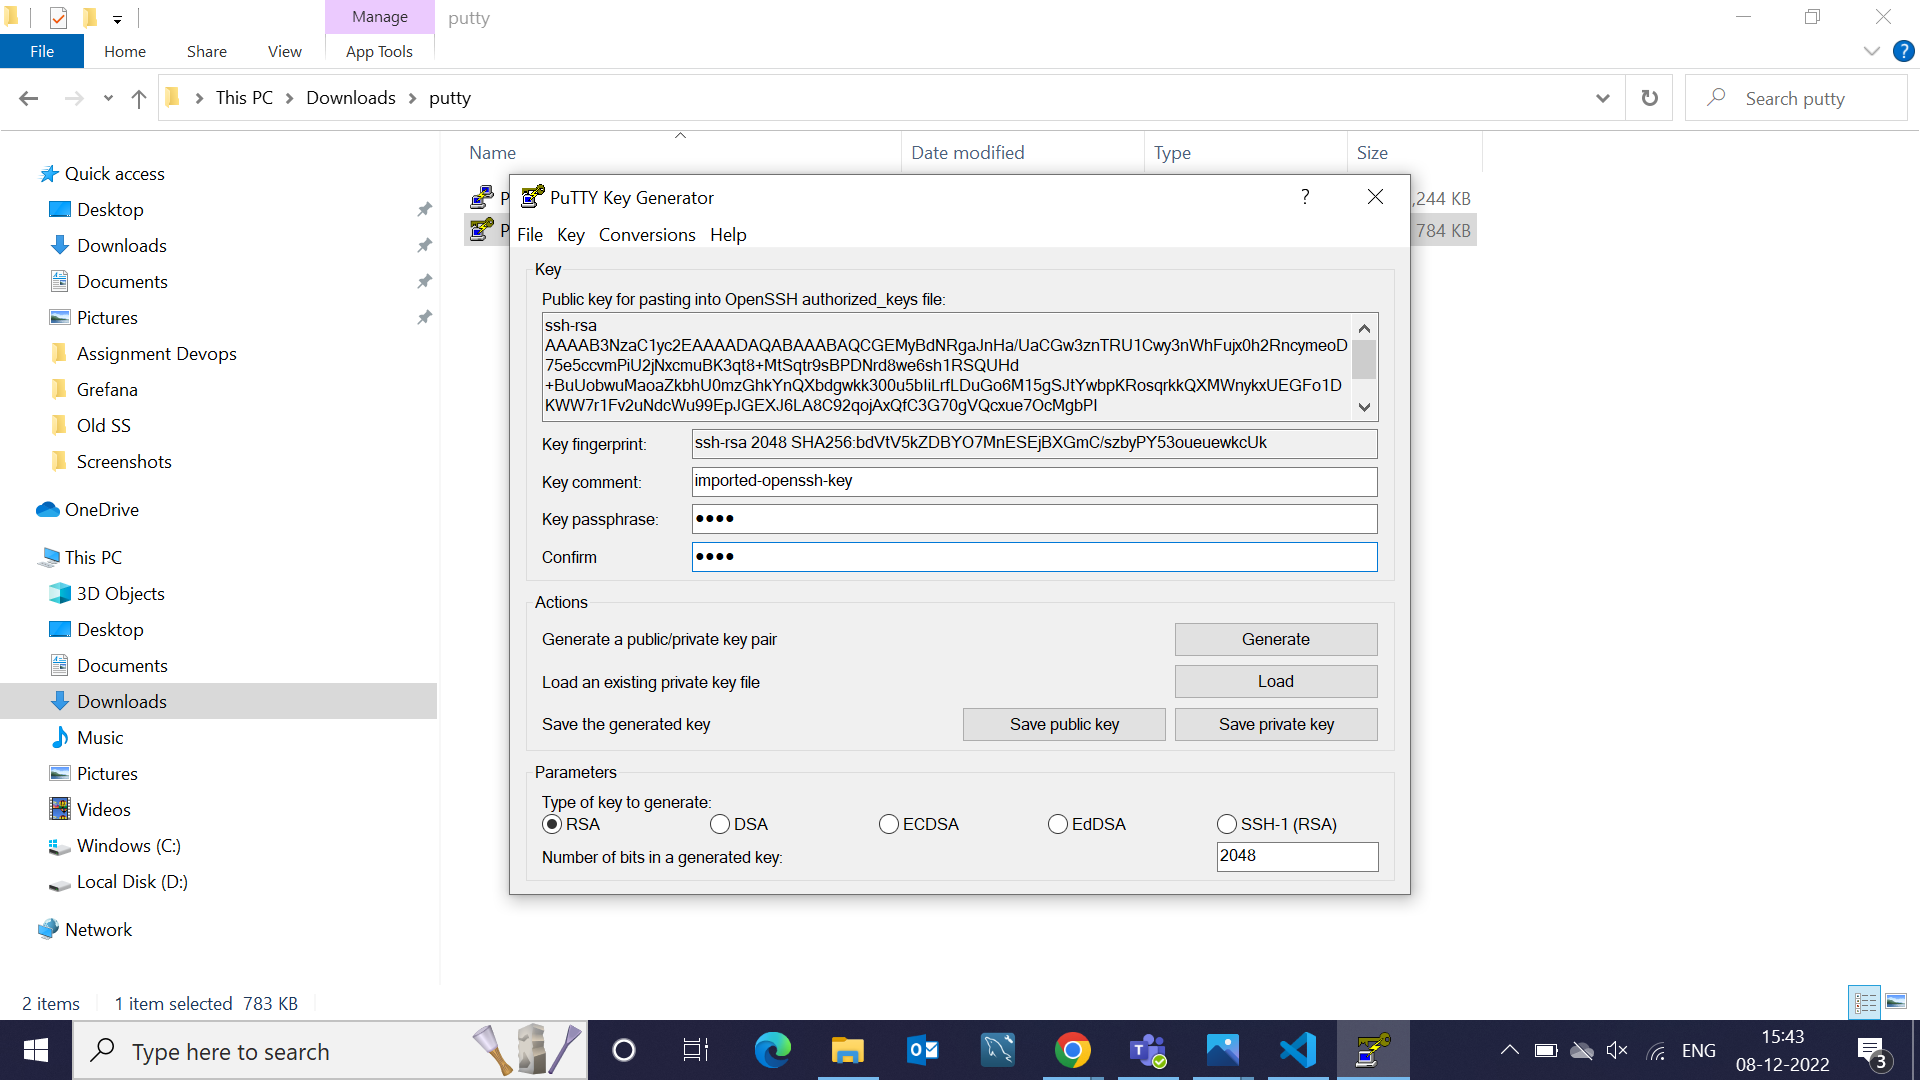 Manage
putty
File
Home
Share
View
App Tools
?
This PC
Downloads
putty
Search putty
Name
Date modified
Type
Size
Quick access
Desktop
Downloads
Documents
Pictures
Assignment Devops
Grefana
Old SS
Screenshots
OneDrive
This PC
3D Objects
Desktop
Documents
Downloads
Music
Pictures
Videos
Windows (C:)
Local Disk (D:)
Network
P
,244 KB
P
784 KB
PuTTY Key Generator
?
File Key Conversions Help
Key
Public key for pasting into OpenSSH authorized_keys file:
ssh-rsa
AAAAB3NzaC1yc2EAAAADAQABAAABAQCGEMyBdNRgaJnHa/UaCGw3znTRU1Cwy3nWhFujx0h2RncymeoD
75e5ccvmPiU2jNxcmuBK3qt8+MtSqtr9sBPDNrd8we6sh1RSQUHd
+BuUobwuMaoaZkbhU0mzGhkYnQXbdgwkk300u5bIiLrfLDuGo6M15gSJtYwbpKRosqrkkQXMWnykxUEGFo1D
KWW7r1Fv2uNdcWu99EpJGEXJ6LA8C92qojAxQfC3G70gVQcxue7OcMgbPI
Key fingerprint:
ssh-rsa 2048 SHA256:bdVtV5kZDBYO7MnESEjBXGmC/szbyPY53oueuewkcUk
Key comment:
imported-openssh-key
Key passphrase:
●●●●
Confirm
●●●●
Actions
Generate a public/private key pair
Generate
Load an existing private key file
Load
Save the generated key
Save public key
Save private key
Parameters
Type of key to generate:
RSA
DSA
ECDSA
EdDSA
SSH-1 (RSA)
Number of bits in a generated key:
2048
2 items
1 item selected 783 KB
Type here to search
ENG
15:43
08-12-2022
3